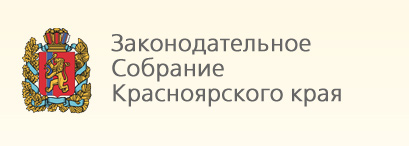 Законодательное
Собрание
Красноярского края